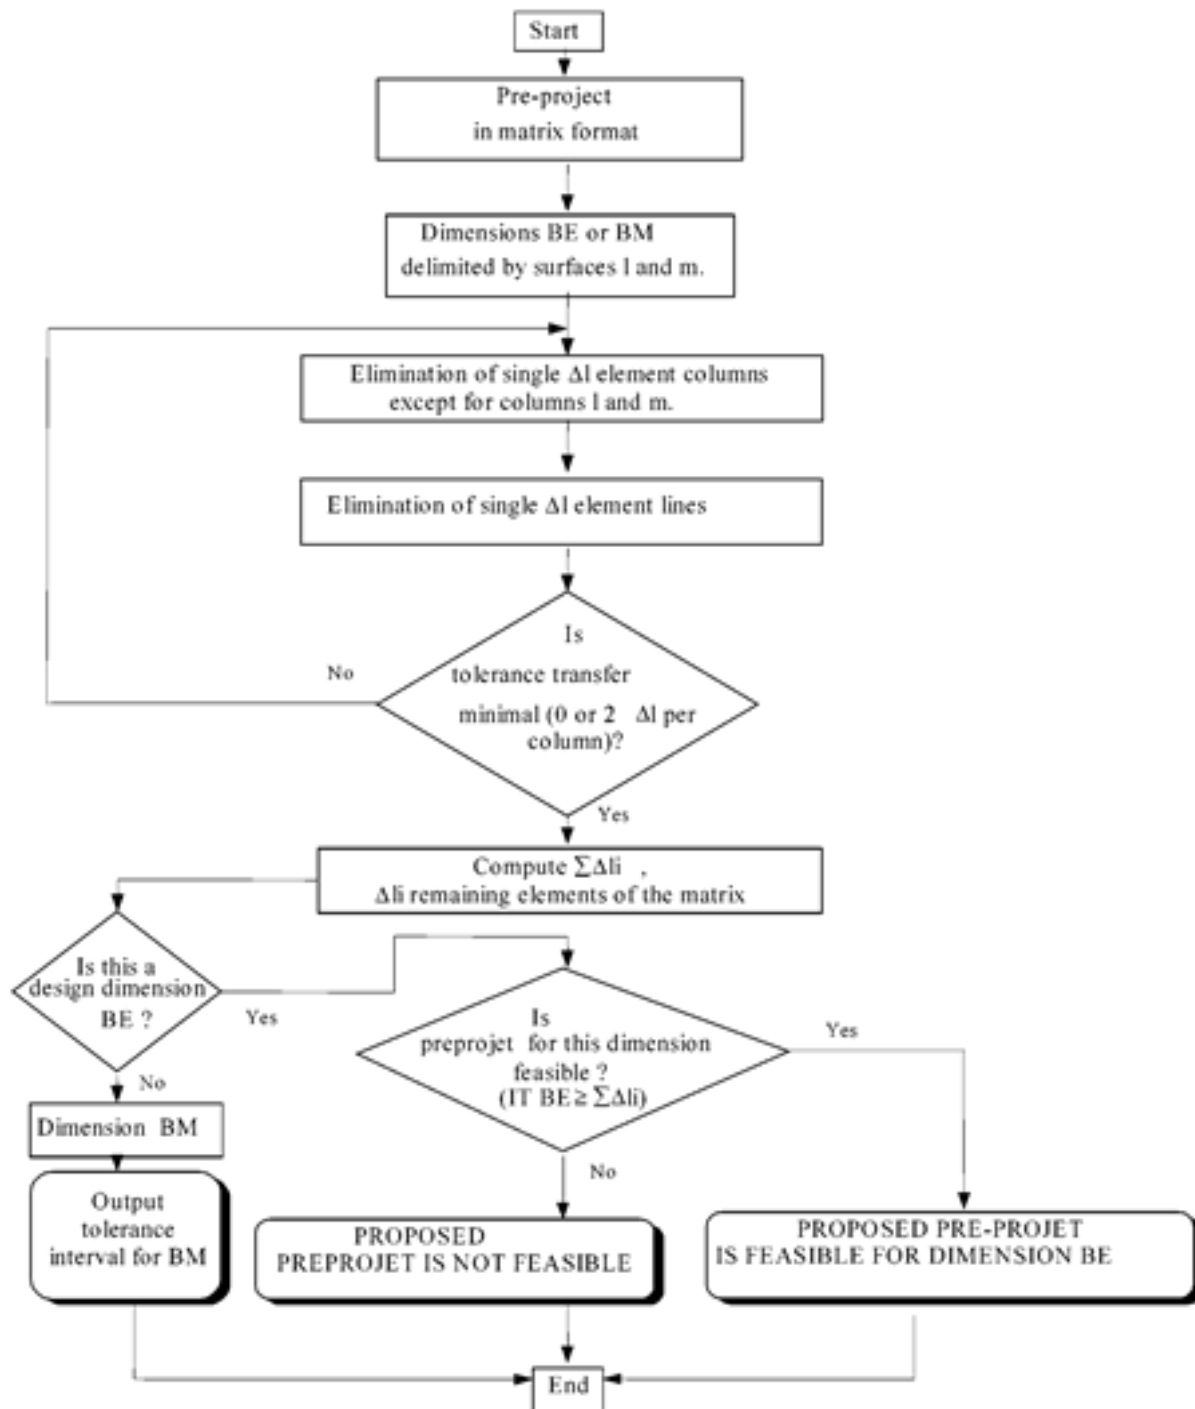 Start
Pre-project
in matrix format
Dimensions BE or BM
delimited by surfaces l and m.
Elimination of single Δl element columns
except for columns l and m.
Elimination of single Δl element lines
Is
tolerance transfer
minimal (0 or 2 Δl per
column)?
No
Yes
Compute ∑Δli ,
Δli remaining elements of the matrix
Is this a
design dimension
BE ?
Yes
No
Is
preprojet for this dimension
feasible ?
(IT BE ≥ ∑Δli)
Yes
No
Dimension BM
Output
tolerance
interval for BM
PROPOSED
PREPROJET IS NOT FEASIBLE
PROPOSED PRE-PROJET
IS FEASIBLE FOR DIMENSION BE
End